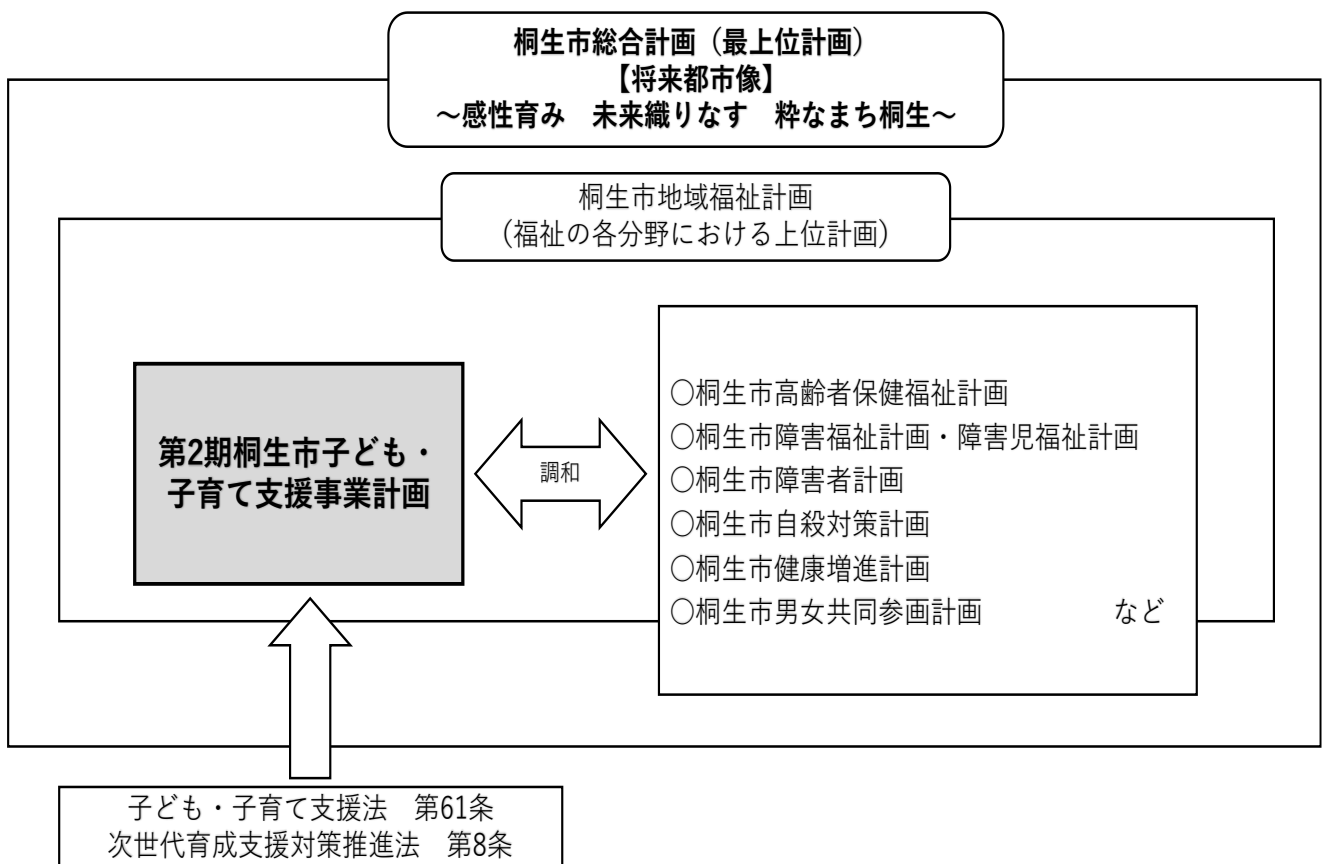 桐生市総合計画（最上位計画）
【将来都市像】
～感性育み　未来織りなす　粋なまち桐生～
桐生市地域福祉計画
(福祉の各分野における上位計画)
第2期桐生市子ども・
子育て支援事業計画
調和
○桐生市高齢者保健福祉計画
○桐生市障害福祉計画・障害児福祉計画
○桐生市障害者計画
○桐生市自殺対策計画
○桐生市健康増進計画
○桐生市男女共同参画計画　　　　　など
子ども・子育て支援法　第61条
次世代育成支援対策推進法　第8条